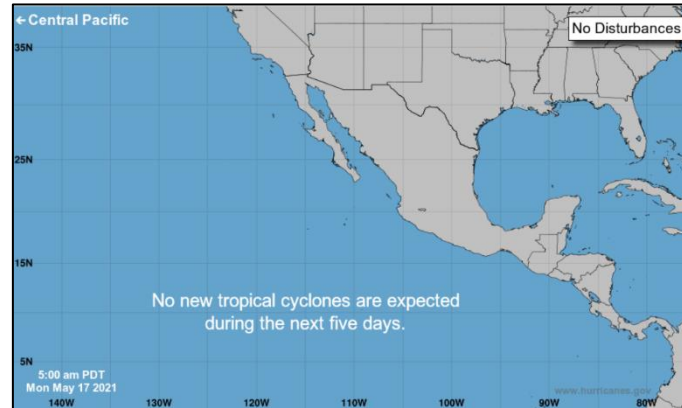 ← Central Pacific
No Disturbances
35N
25N
15N
No new tropical cyclones are expected
during the next five days.
5N
5:00 am PDT
Mon May 17 2021
www.hurricanes.gov
140W 130W 120W 110W 100W 90W 80W